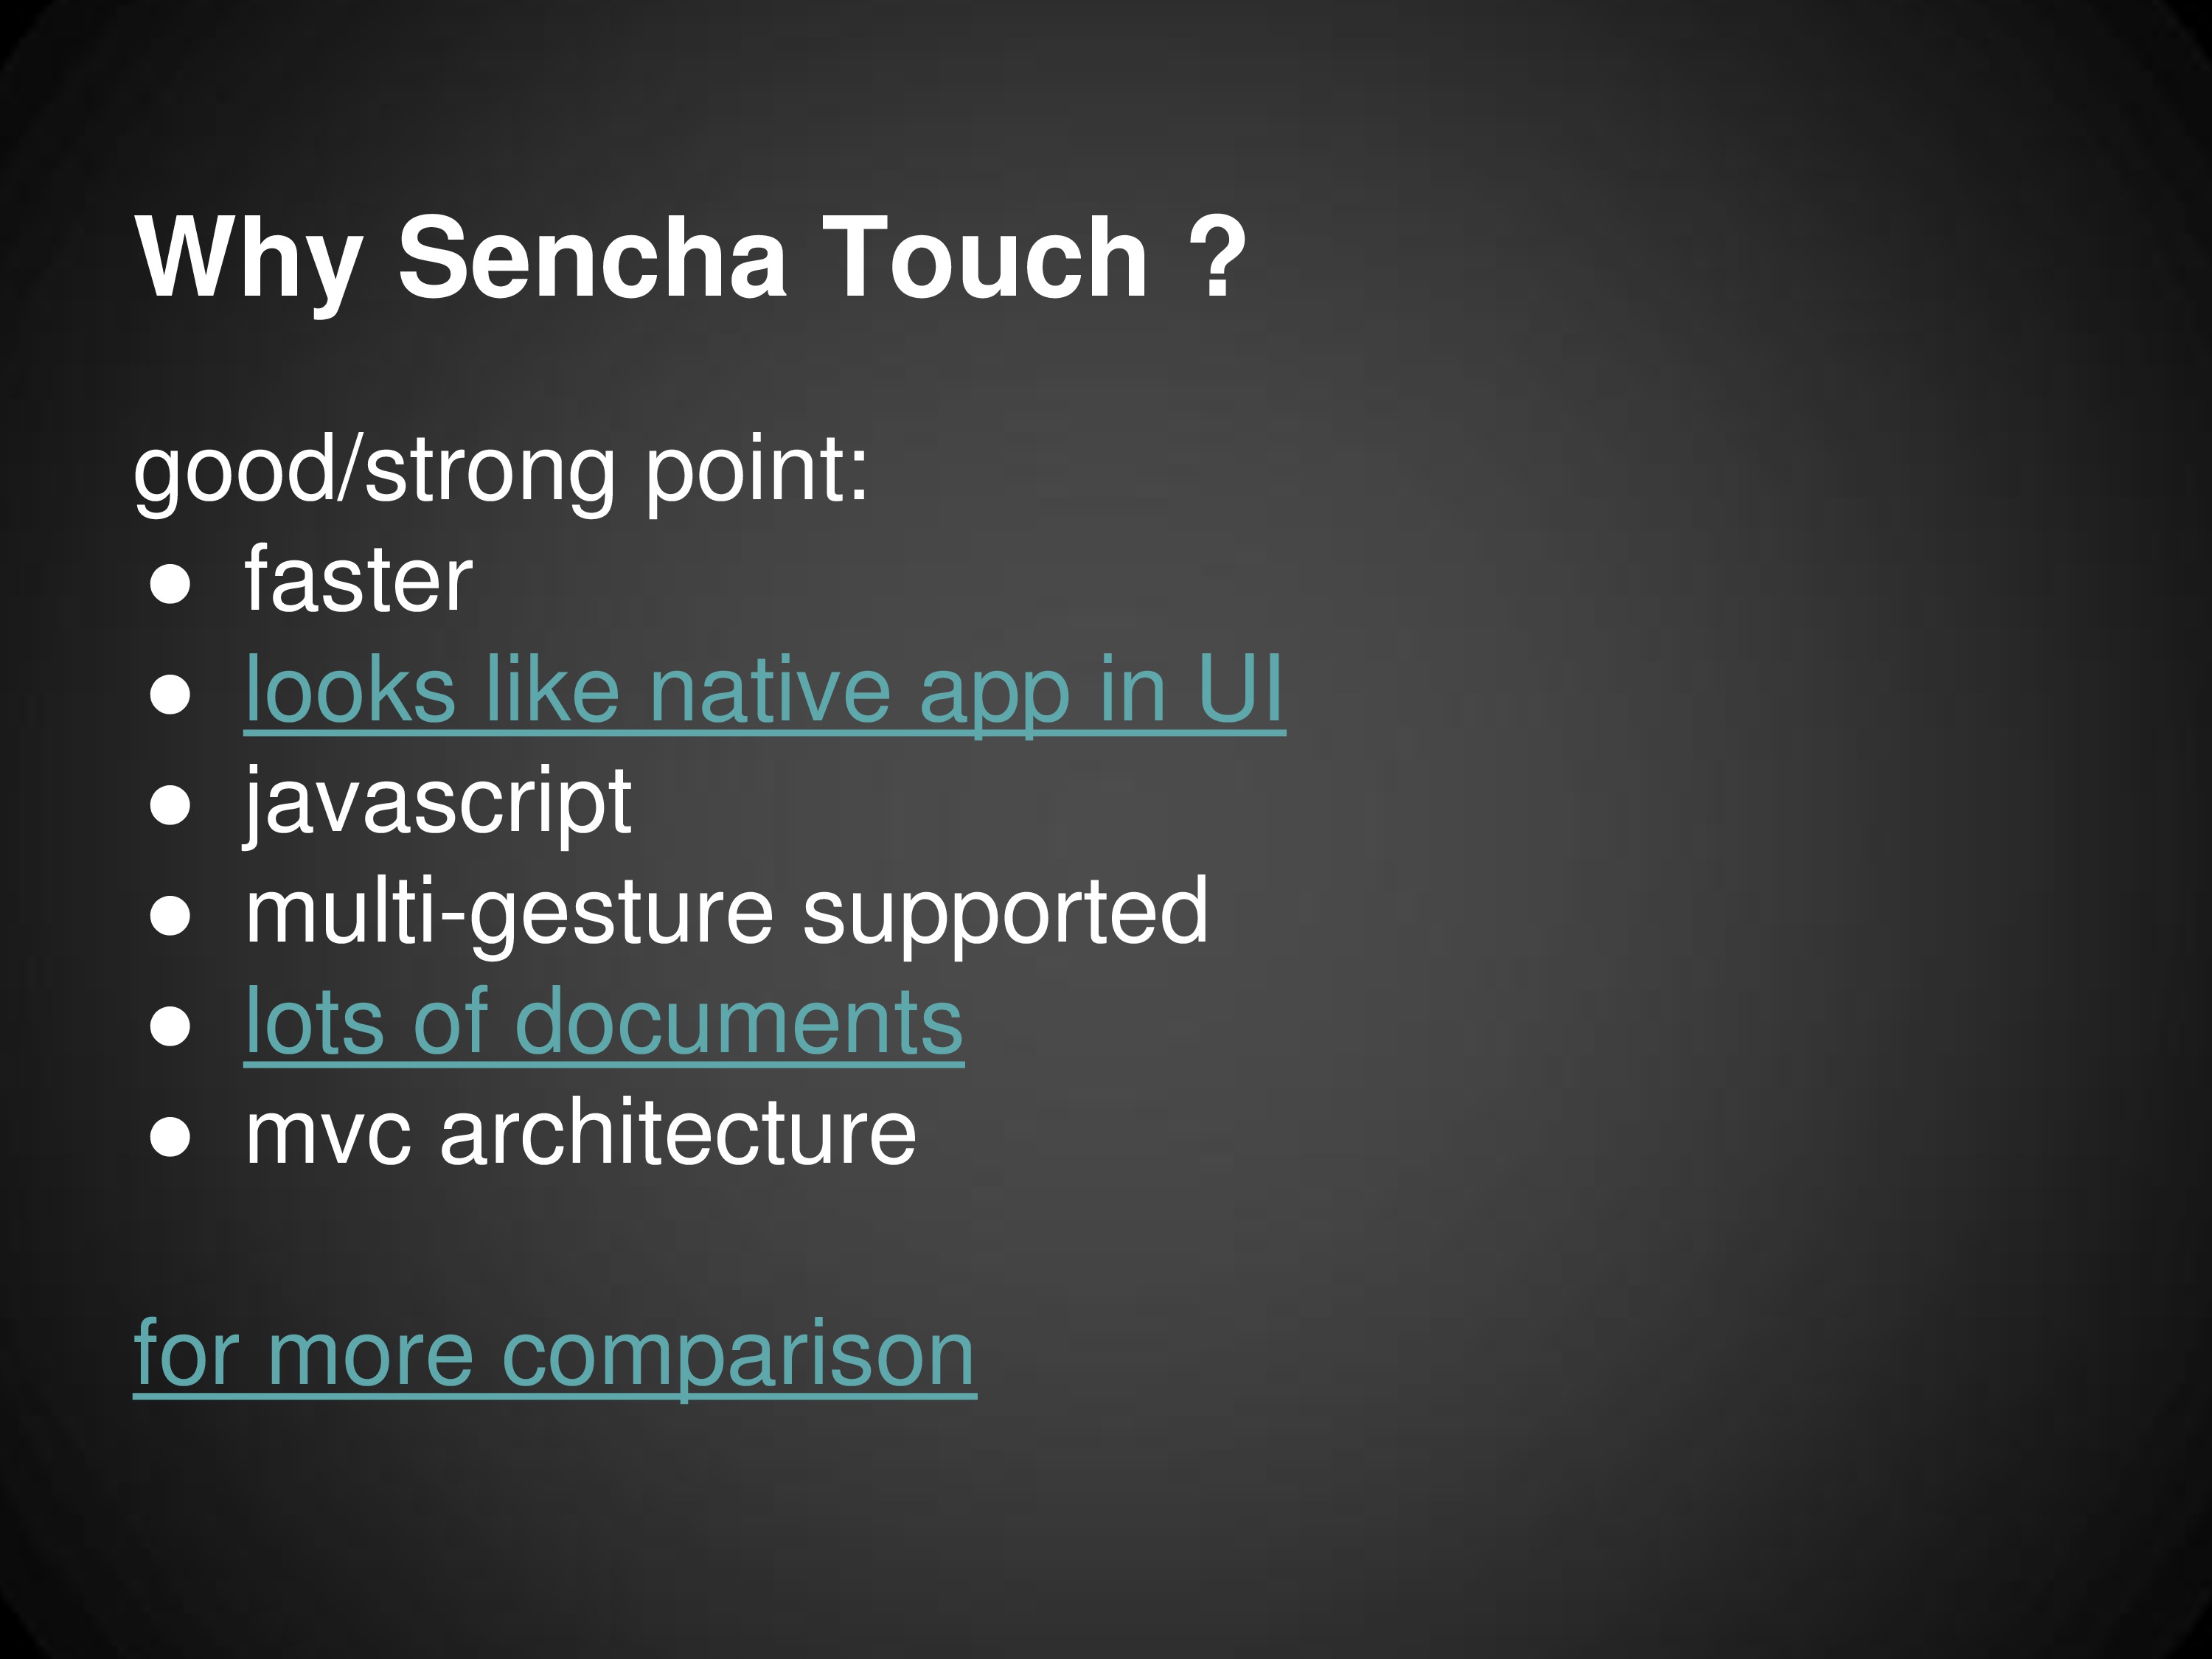 Why Sencha Touch ?
good/strong point:
● faster
● looks like native app in UI
● javascript
● multi-gesture supported
● lots of documents
● mvc architecture
for more comparison